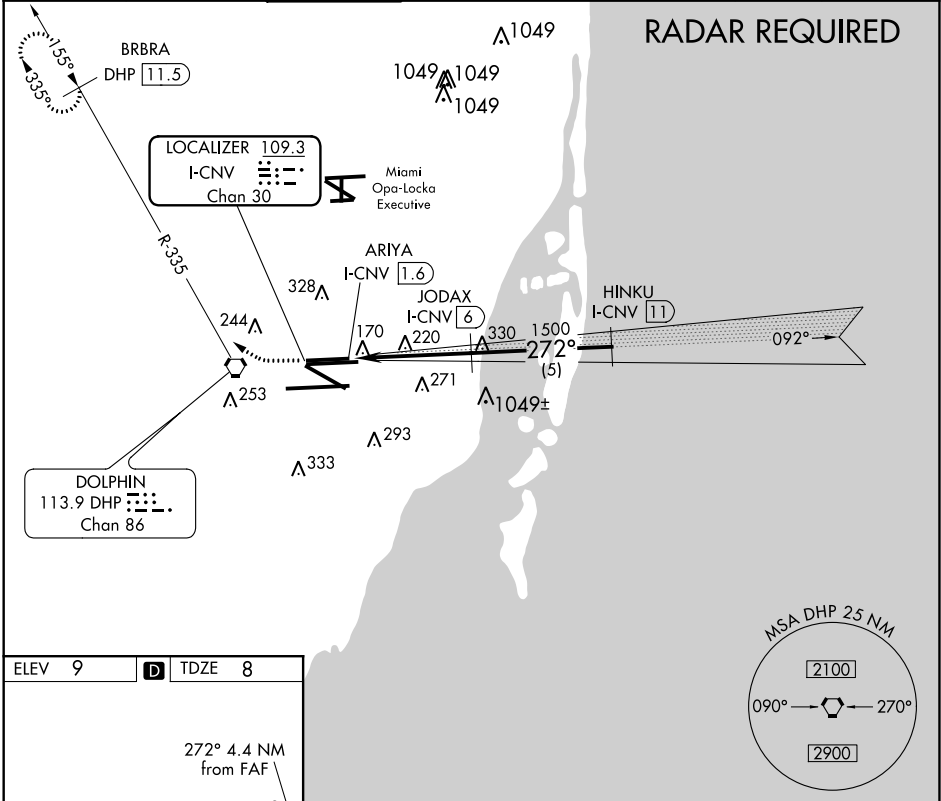 RADAR REQUIRED
1049
1049
1049
1049
155°
335°
BRBRA
DHP 11.5
LOCALIZER 109.3
I-CNV
Chan 30
Miami
Opa-Locka
Executive
R-335
ARIYA
I-CNV 1.6
328
JODAX
I-CNV 6
HINKU
I-CNV 11
244
170
220
330
1500
272°
(5)
092°
253
271
1049±
293
333
DOLPHIN
113.9 DHP
Chan 86
MSA DHP 25 NM
2100
090°
270°
2900
ELEV 9
D
TDZE 8
272° 4.4 NM
from FAF